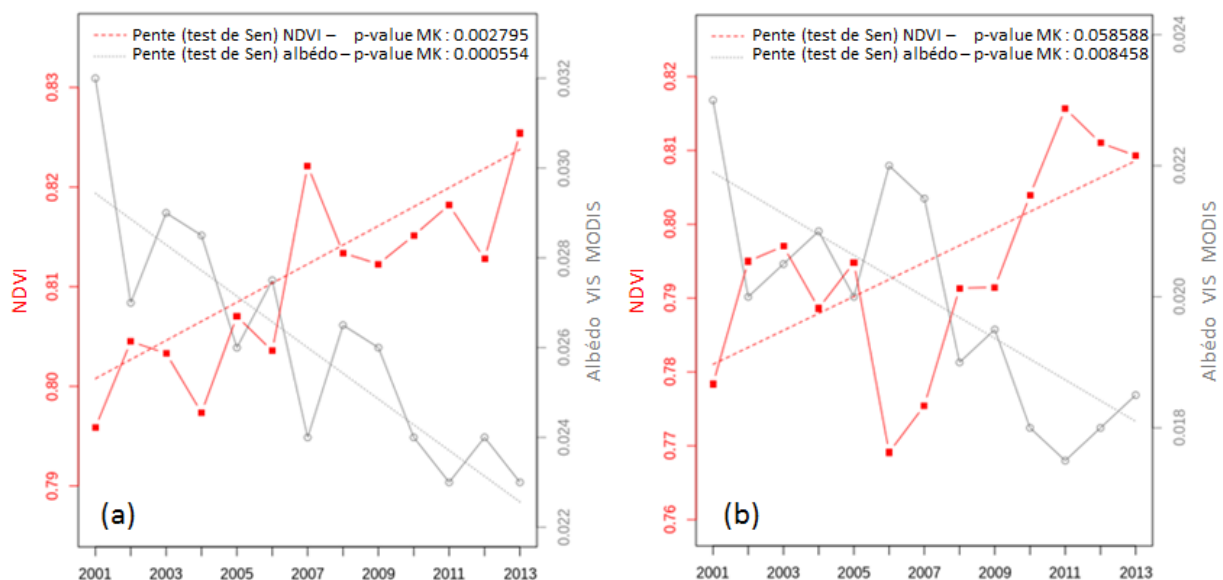 Pente (test de Sen) NDVI – p-value MK : 0.002795
Pente (test de Sen) albédo – p-value MK : 0.000554
NDVI
0.83
0.82
0.81
0.80
0.79
0.032
0.030
0.028
0.026
0.024
0.022
Albédo VIS MODIS
(a)
2001 2003 2005 2007 2009 2011 2013
Pente (test de Sen) NDVI – p-value MK : 0.058588
Pente (test de Sen) albédo – p-value MK : 0.008458
NDVI
0.82
0.81
0.80
0.79
0.78
0.77
0.76
0.024
0.022
0.020
0.018
Albédo VIS MODIS
(b)
2001 2003 2005 2007 2009 2011 2013